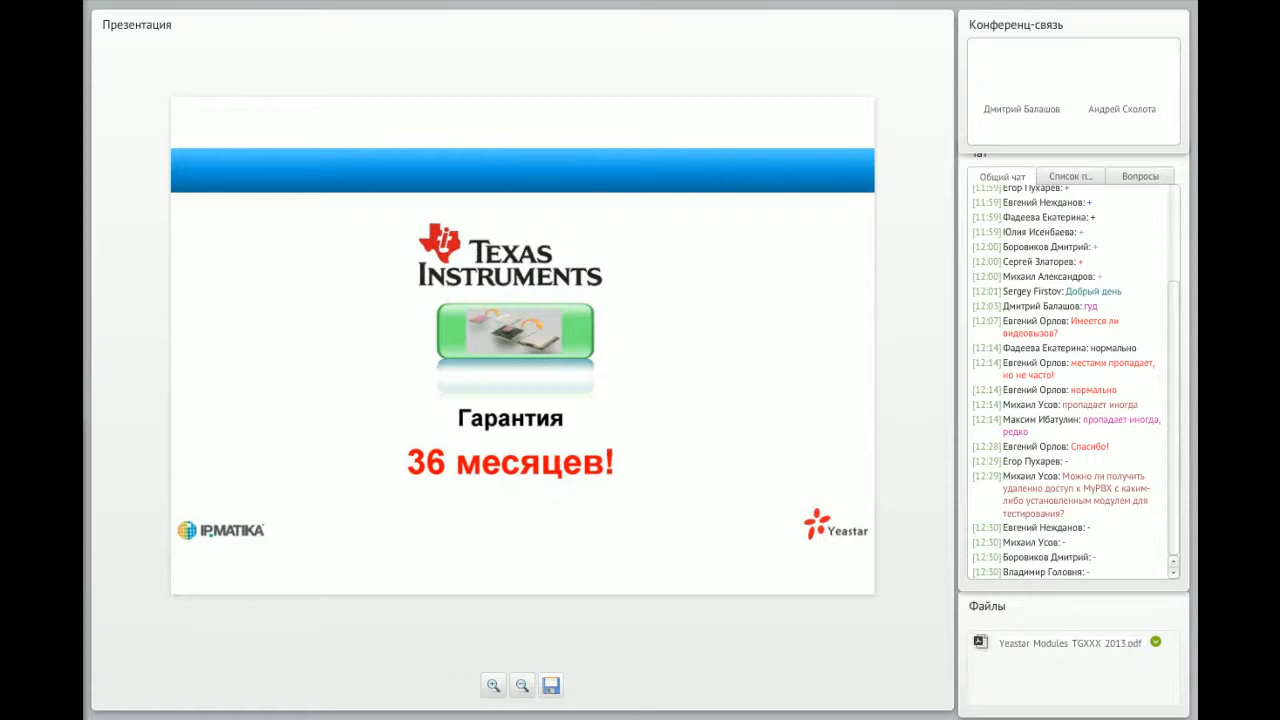 Презентация
TEXAS
INSTRUMENTS
Гарантия
36 месяцев!
IPMATIKA
Yeastar
Конференц-связь
Дмитрий Балашов Андрей Сколота
Чат
Общий чат Список п... Вопросы
[11:59] Егор Пухарев: +
[11:59] Евгений Нежданов: +
[11:59] Фадеева Екатерина: +
[11:59] Юлия Исенбаева: +
[12:00] Боровиков Дмитрий: +
[12:00] Сергей Златорев: +
[12:00] Михаил Александров: +
[12:01] Sergey Firstov: Добрый день
[12:03] Дмитрий Балашов: гуд
[12:07] Евгений Орлов: Имеется ли
видеовызов?
[12:14] Фадеева Екатерина: нормально
[12:14] Евгений Орлов: местами пропадает,
но не часто!
[12:14] Евгений Орлов: нормально
[12:14] Михаил Усов: пропадает иногда
[12:14] Максим Ибатулин: пропадает иногда,
редко
[12:28] Евгений Орлов: Спасибо!
[12:29] Егор Пухарев: -
[12:29] Михаил Усов: Можно ли получить
удаленно доступ к MyPBX с каким-
либо установленным модулем для
тестирования?
[12:30] Евгений Нежданов: -
[12:30] Михаил Усов: -
[12:30] Боровиков Дмитрий: -
[12:30] Владимир Головня: -
Файлы
Yeastar Modules TGXXX 2013.pdf